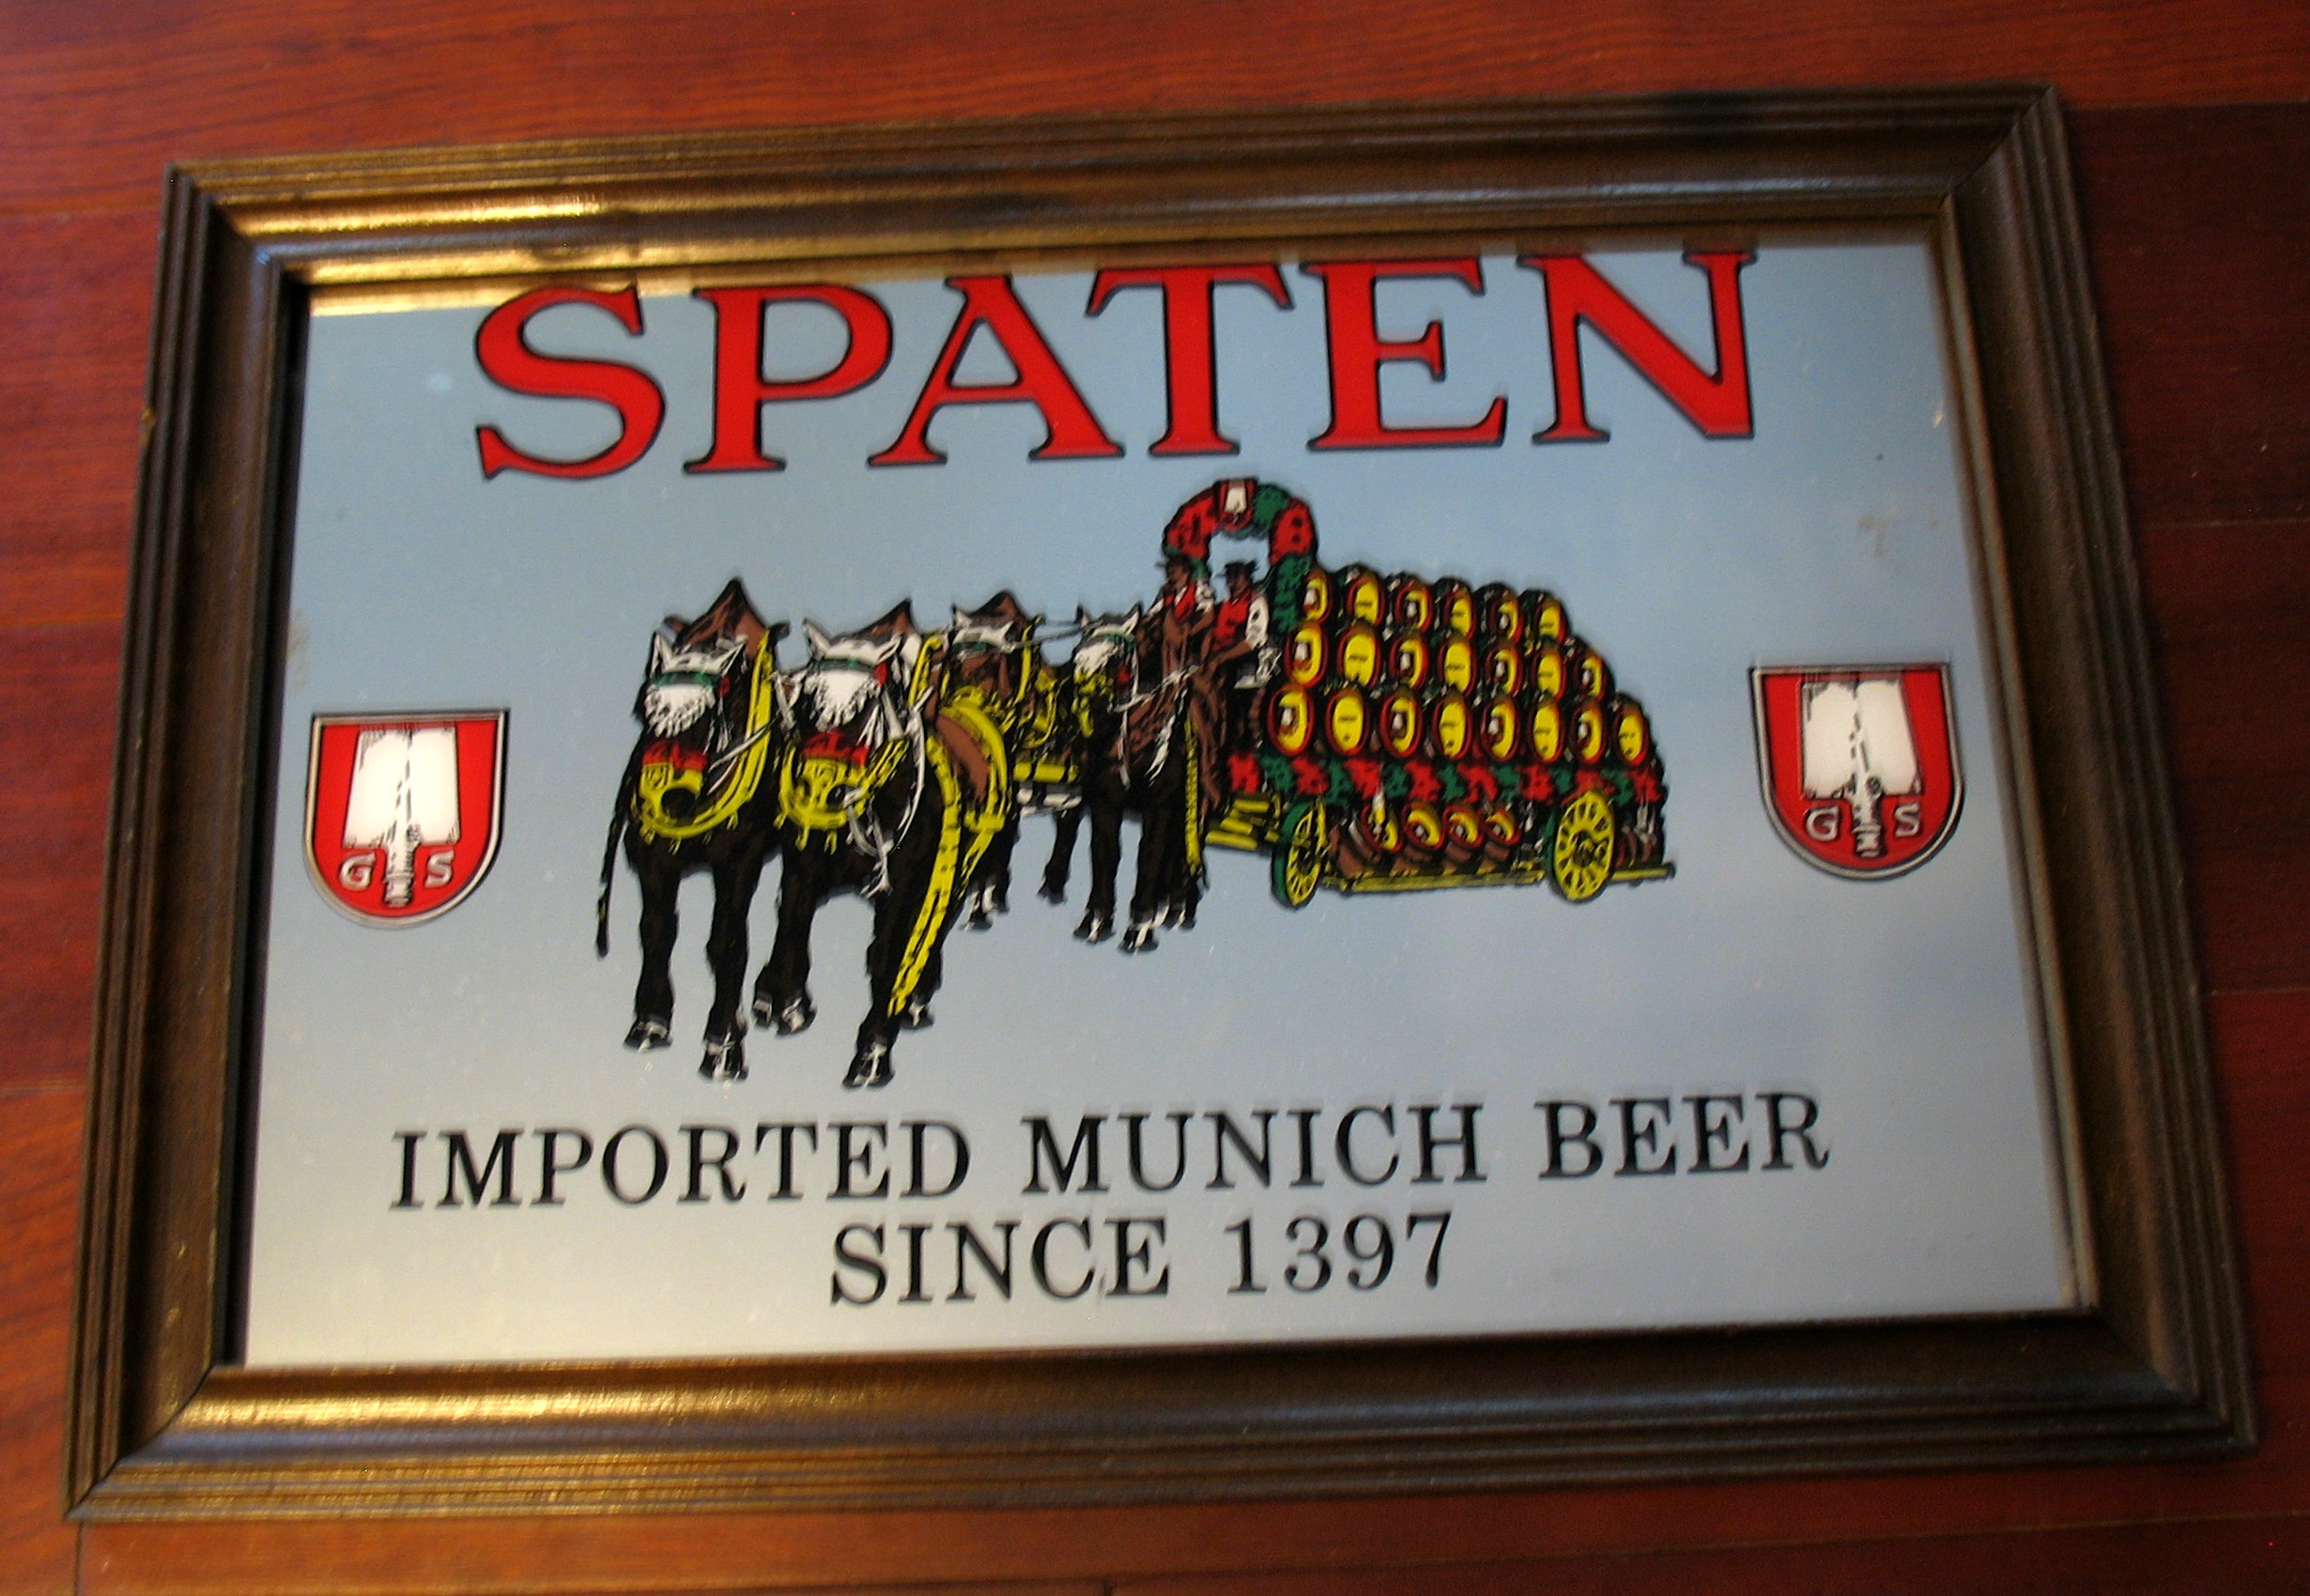 SPATEN
G S
G S
IMPORTED MUNICH BEER
SINCE 1397